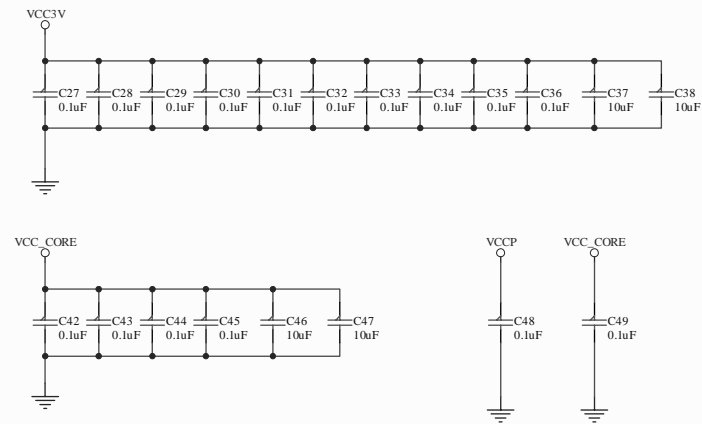 VCC3V
C27 C28 C29 C30 C31 C32 C33 C34 C35 C36 C37 C38
0.1uF 0.1uF 0.1uF 0.1uF 0.1uF 0.1uF 0.1uF 0.1uF 0.1uF 0.1uF 10uF 10uF
VCC_CORE VCCP VCC_CORE
C42 C43 C44 C45 C46 C47 C48 C49
0.1uF 0.1uF 0.1uF 0.1uF 10uF 10uF 0.1uF 0.1uF